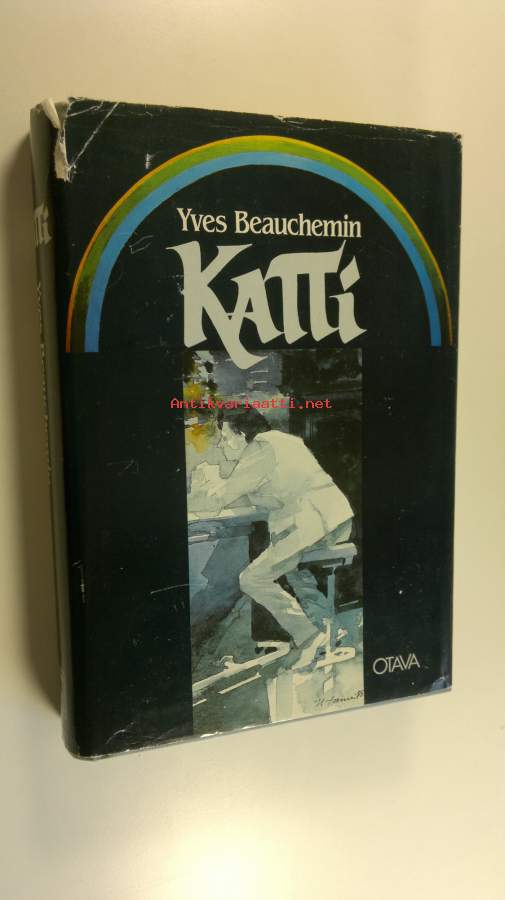 Yves Beauchemin
Katti
Antikvariaatti.net
OTAVA